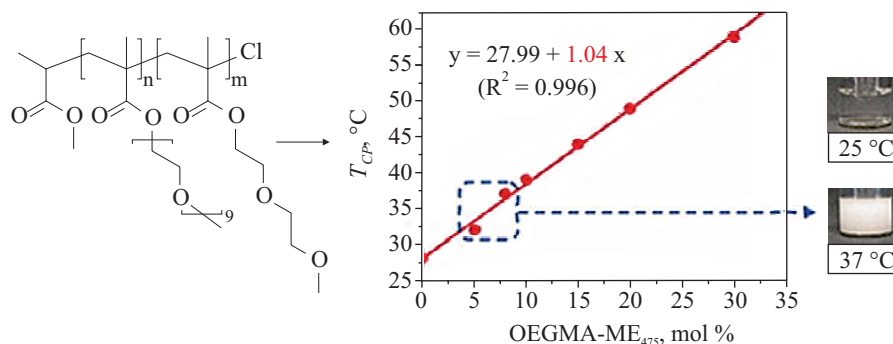 Cl
n
m
O
O
O
O
O
O
O
O
9
O
T_CP, °C
60
55
50
45
40
35
30
25
y = 27.99 + 1.04 x
(R² = 0.996)
0
5
10
15
20
25
30
35
OEGMA-ME₄₇₅, mol %
25 °C
37 °C